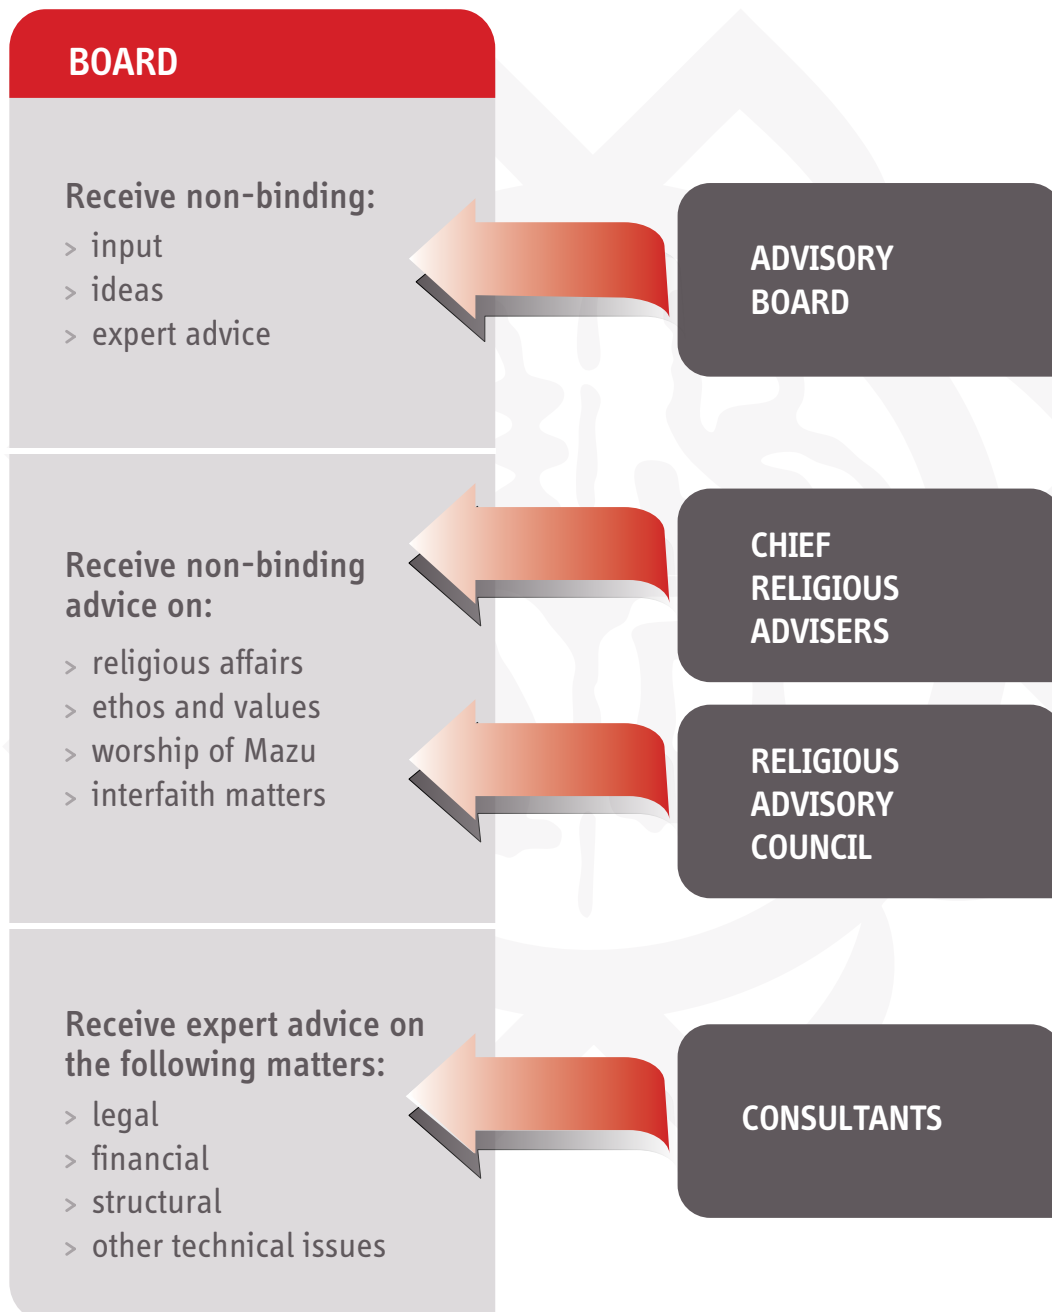 BOARD
Receive non-binding:
> input
> ideas
> expert advice
ADVISORY
BOARD
Receive non-binding
advice on:
> religious affairs
> ethos and values
> worship of Mazu
> interfaith matters
CHIEF
RELIGIOUS
ADVISERS
RELIGIOUS
ADVISORY
COUNCIL
Receive expert advice on
the following matters:
> legal
> financial
> structural
> other technical issues
CONSULTANTS